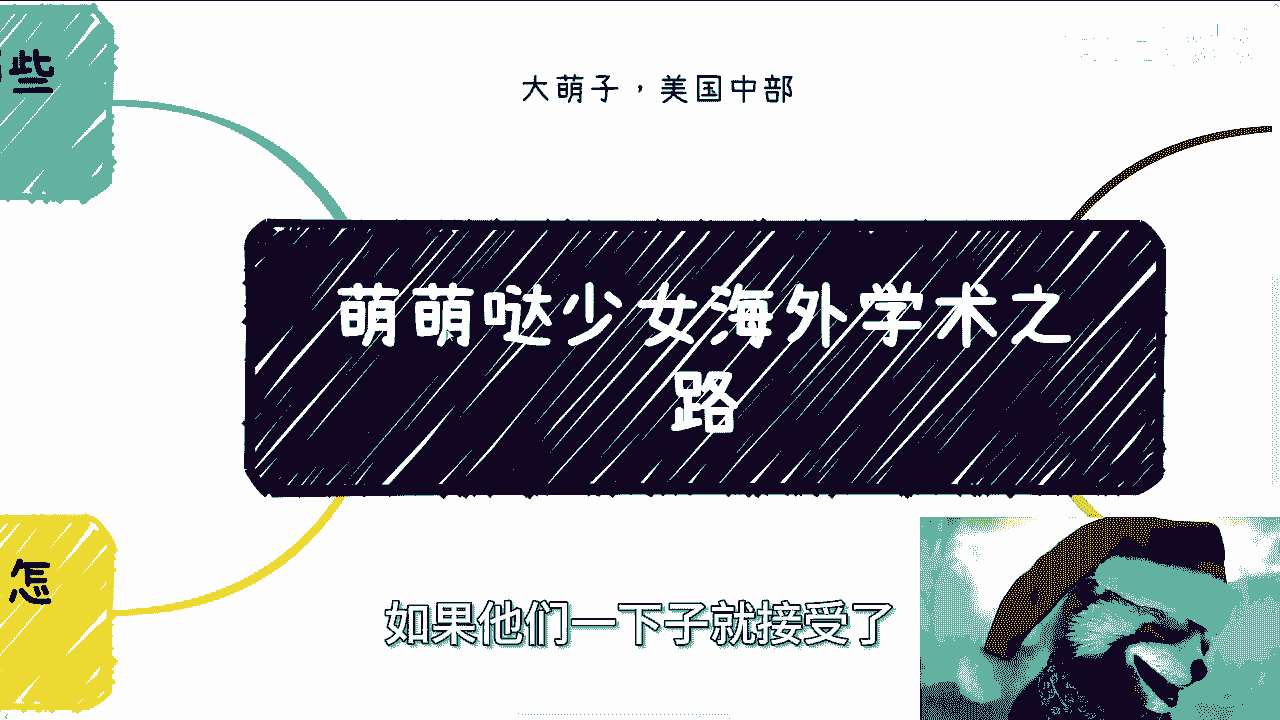 些
大萌子，美国中部
萌萌哒少女海外学术之
路
怎
如果他们一下子就接受了